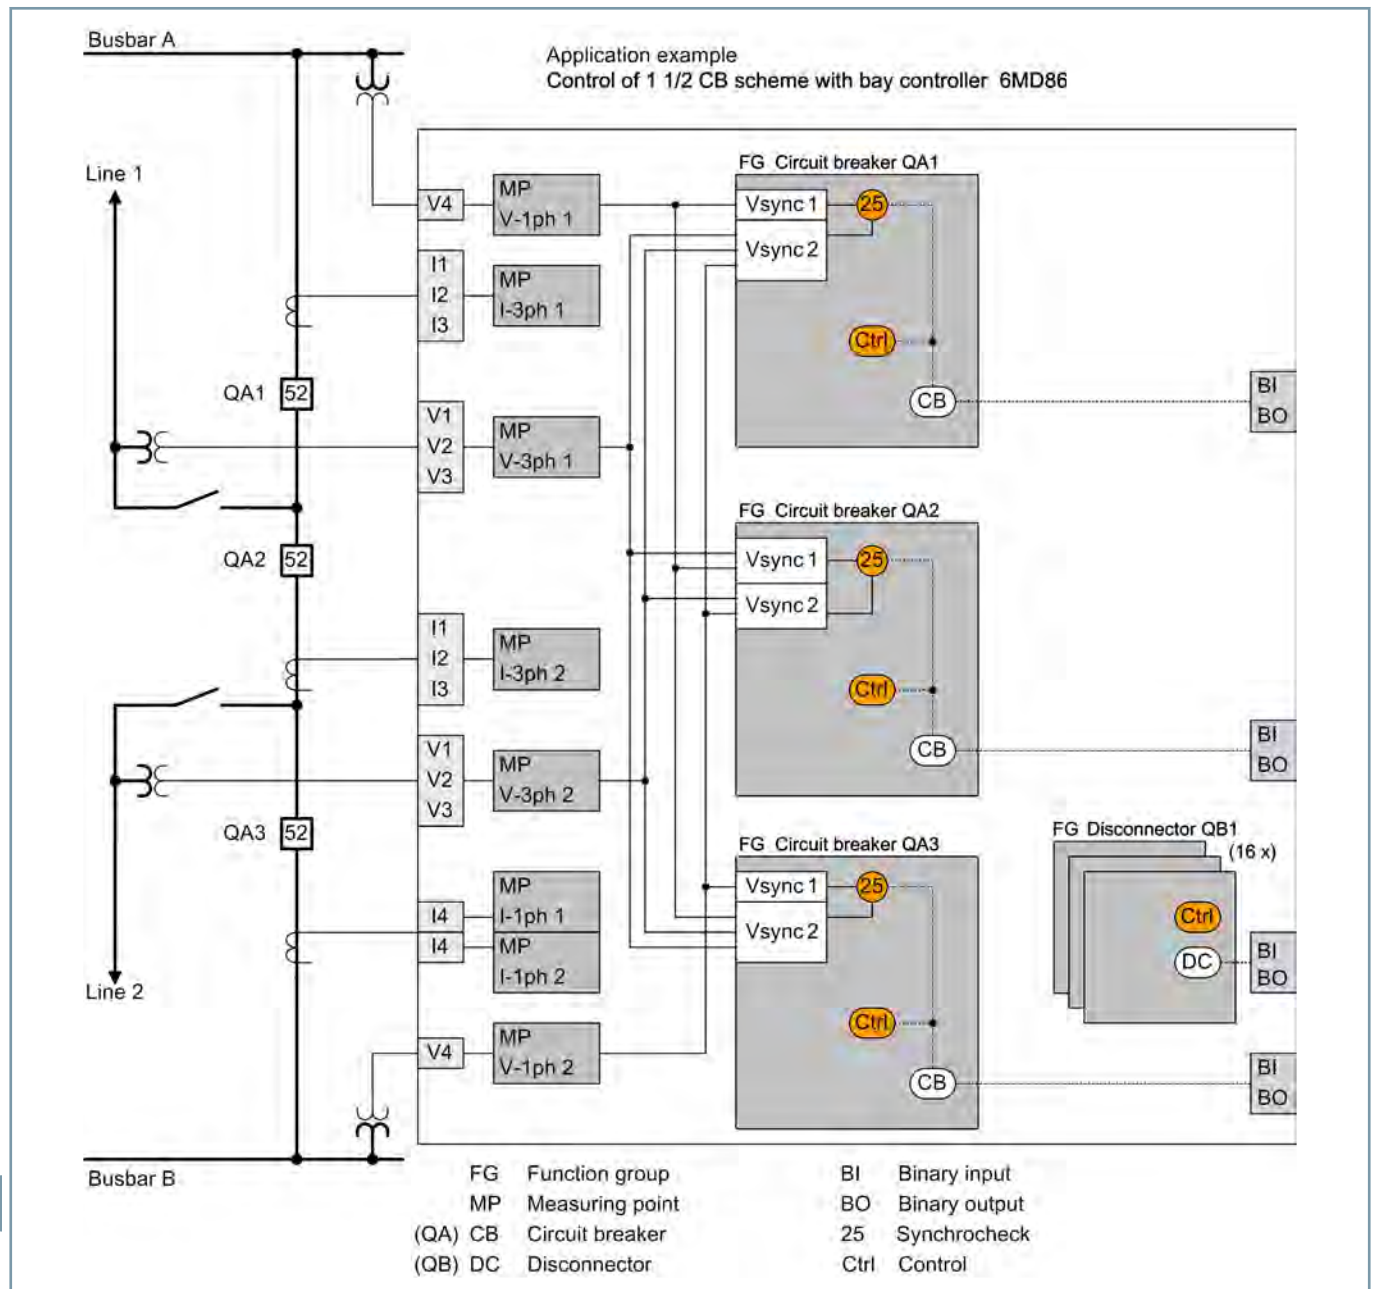 Busbar A
Application example
Control of 1 1/2 CB scheme with bay controller 6MD86
Line 1
FG Circuit breaker QA1
V4
MP
V-1ph 1
Vsync 1
25
Vsync 2
I1
I2
I3
MP
I-3ph 1
Ctrl
QA1
52
CB
BI
BO
V1
V2
V3
MP
V-3ph 1
FG Circuit breaker QA2
QA2
52
Vsync 1
25
Vsync 2
I1
I2
I3
MP
I-3ph 2
Ctrl
CB
BI
BO
V1
V2
V3
MP
V-3ph 2
QA3
52
FG Circuit breaker QA3
FG Disconnector QB1
(16 x)
Vsync 1
25
Vsync 2
I4
MP
I-1ph 1
I4
MP
I-1ph 2
Ctrl
DC
BI
BO
Line 2
V4
MP
V-1ph 2
Ctrl
CB
BI
BO
Busbar B
FG Function group
BI Binary input
MP Measuring point
BO Binary output
(QA) CB Circuit breaker
25 Synchrocheck
(QB) DC Disconnector
Ctrl Control